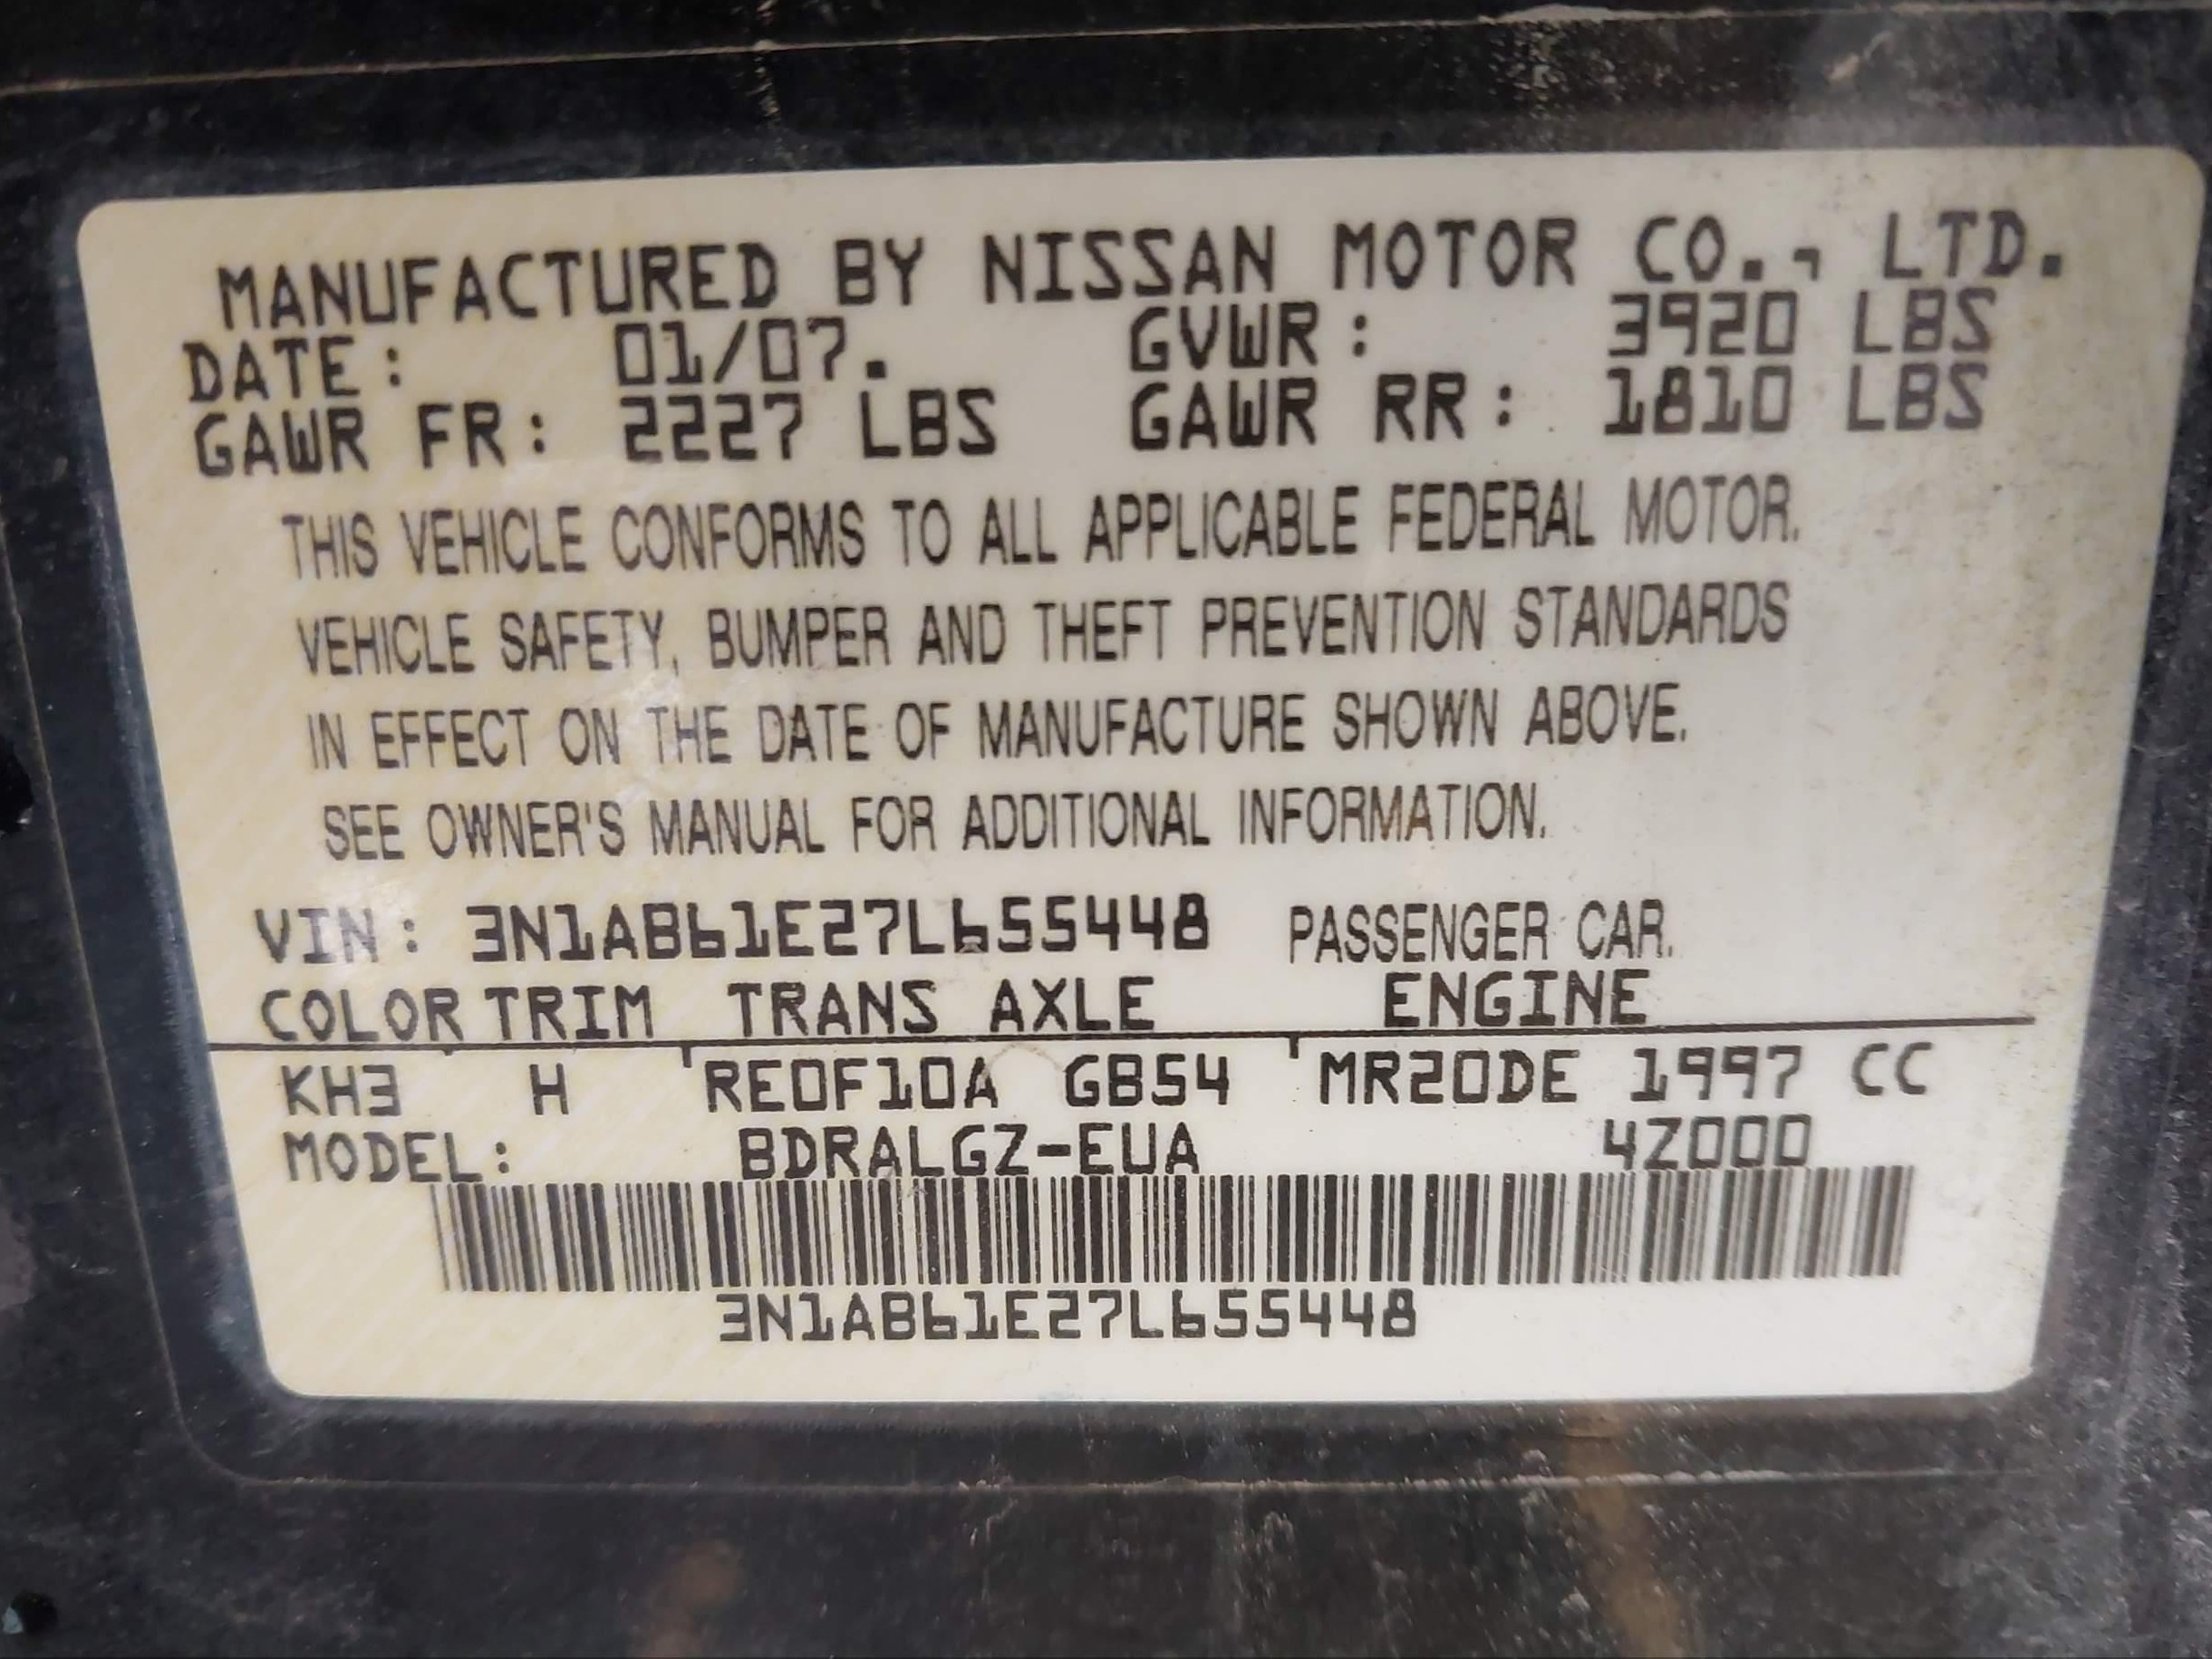 MANUFACTURED BY NISSAN MOTOR CO., LTD.
DATE: 01/07. GVWR: 3920 LBS
GAWR FR: 2227 LBS GAWR RR: 1810 LBS
THIS VEHICLE CONFORMS TO ALL APPLICABLE FEDERAL MOTOR.
VEHICLE SAFETY, BUMPER AND THEFT PREVENTION STANDARDS
IN EFFECT ON THE DATE OF MANUFACTURE SHOWN ABOVE.
SEE OWNER'S MANUAL FOR ADDITIONAL INFORMATION.
VIN: 3N1AB61E27L655448 PASSENGER CAR.
COLOR TRIM TRANS AXLE ENGINE
KH3 H RE0F10A GB54 MR20DE 1997 CC
MODEL: BDRALGZ-EUA 4Z000
3N1AB61E27L655448